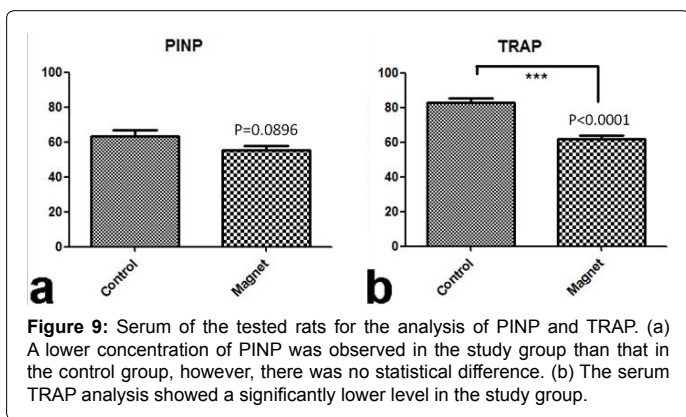 PINP
100
80
60
40
20
0
P=0.0896
Control
Magnet
a
TRAP
100
80
60
40
20
0
***
P<0.0001
Control
Magnet
b
Figure 9: Serum of the tested rats for the analysis of PINP and TRAP. (a)
A lower concentration of PINP was observed in the study group than that in
the control group, however, there was no statistical difference. (b) The serum
TRAP analysis showed a significantly lower level in the study group.